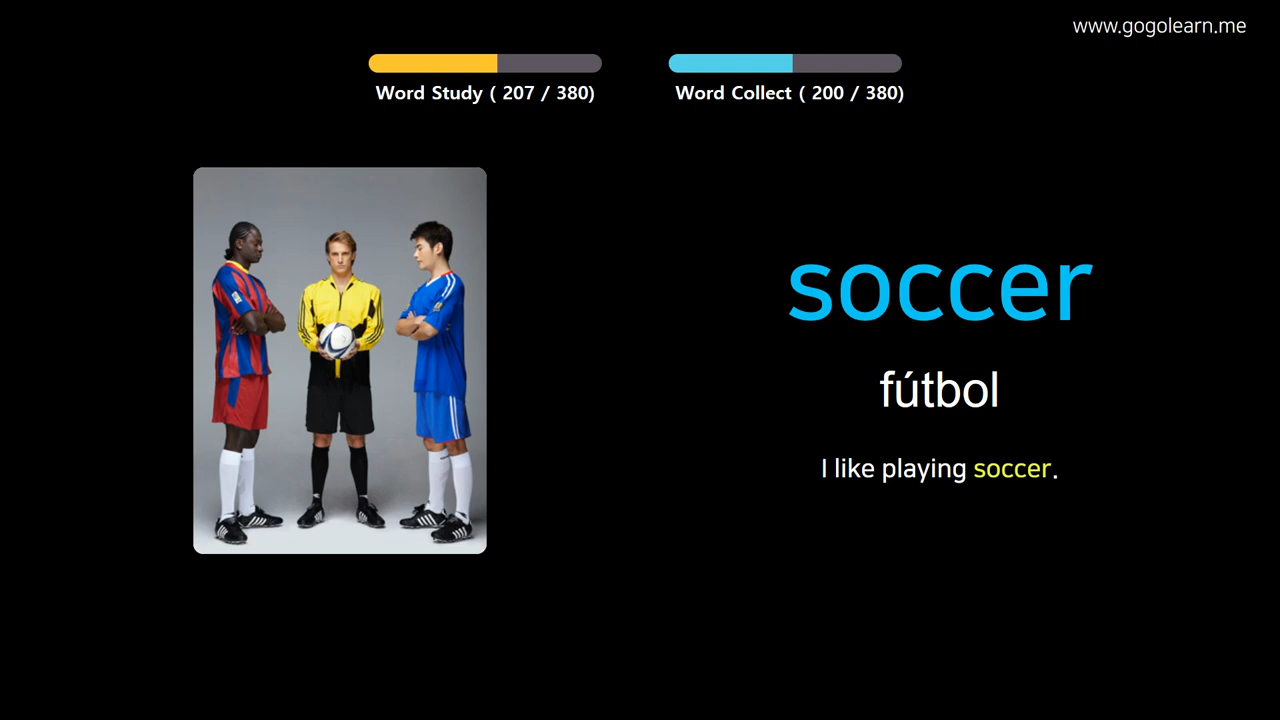 www.gogolearn.me
Word Study ( 207 / 380)
Word Collect ( 200 / 380)
soccer
fútbol
I like playing soccer.